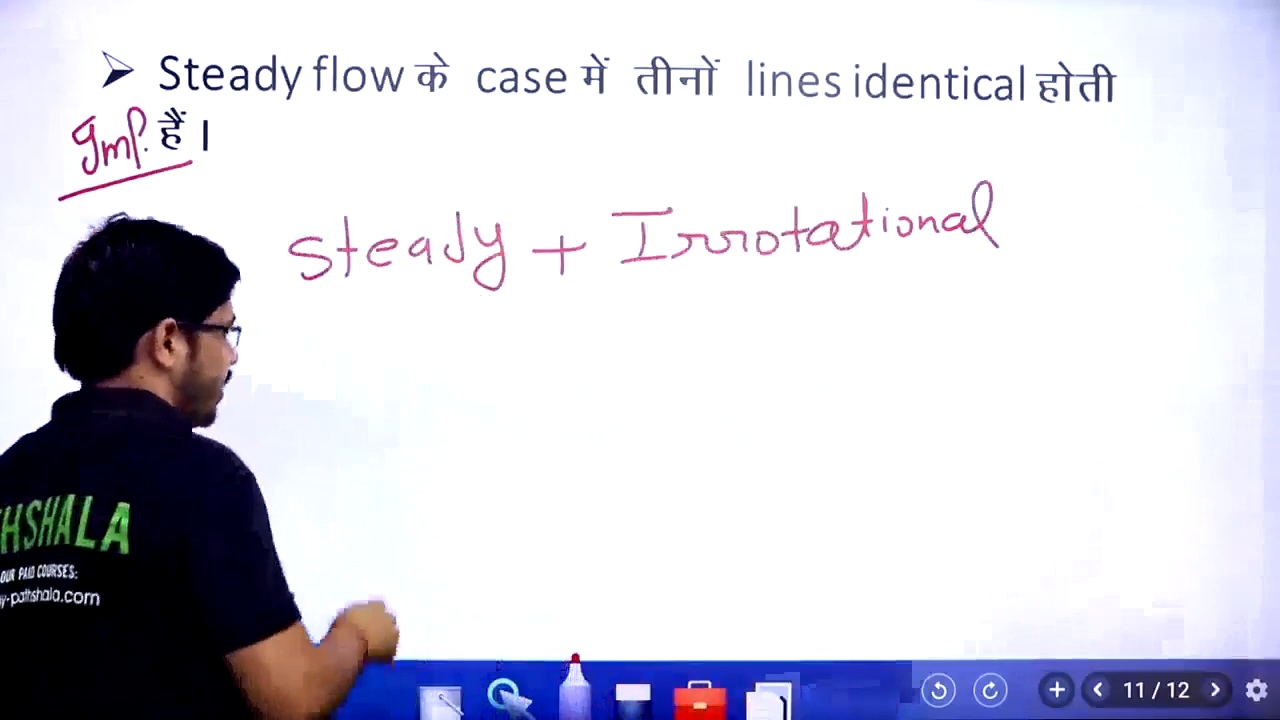 ➢ Steady flow के case में तीनों lines identical होती
Imp. हैं ।
Steady + Irrotational
HSHALA
OUR PAID COURSES:
y-pathshala.com
11 / 12